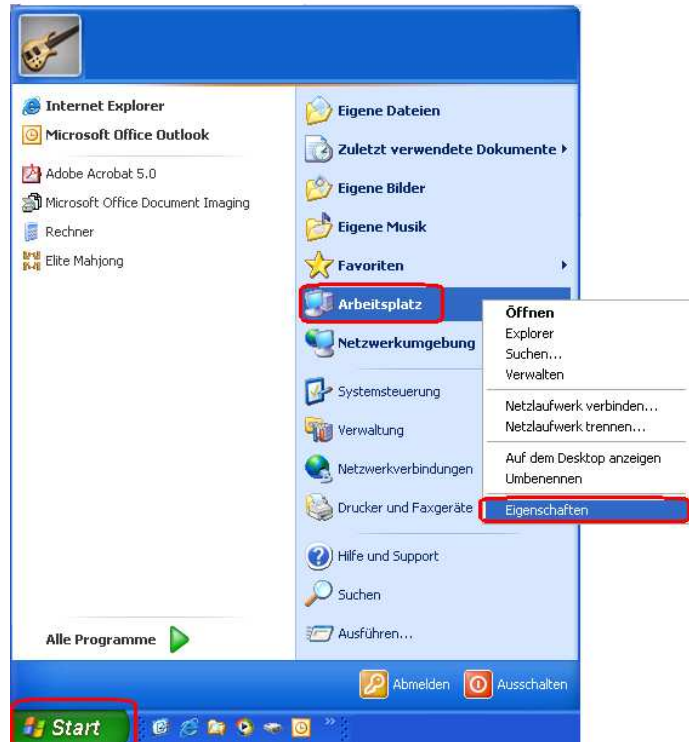 Internet Explorer
Microsoft Office Outlook
Adobe Acrobat 5.0
Microsoft Office Document Imaging
Rechner
Elite Mahjong
Alle Programme
Eigene Dateien
Zuletzt verwendete Dokumente
Eigene Bilder
Eigene Musik
Favoriten
Arbeitsplatz
Netzwerkumgebung
Systemsteuerung
Verwaltung
Netzwerkverbindungen
Drucker und Faxgeräte
Hilfe und Support
Suchen
Ausführen...
Öffnen
Explorer
Suchen...
Verwalten
Netzlaufwerk verbinden...
Netzlaufwerk trennen...
Auf dem Desktop anzeigen
Umbenennen
Eigenschaften
Abmelden
Ausschalten
Start